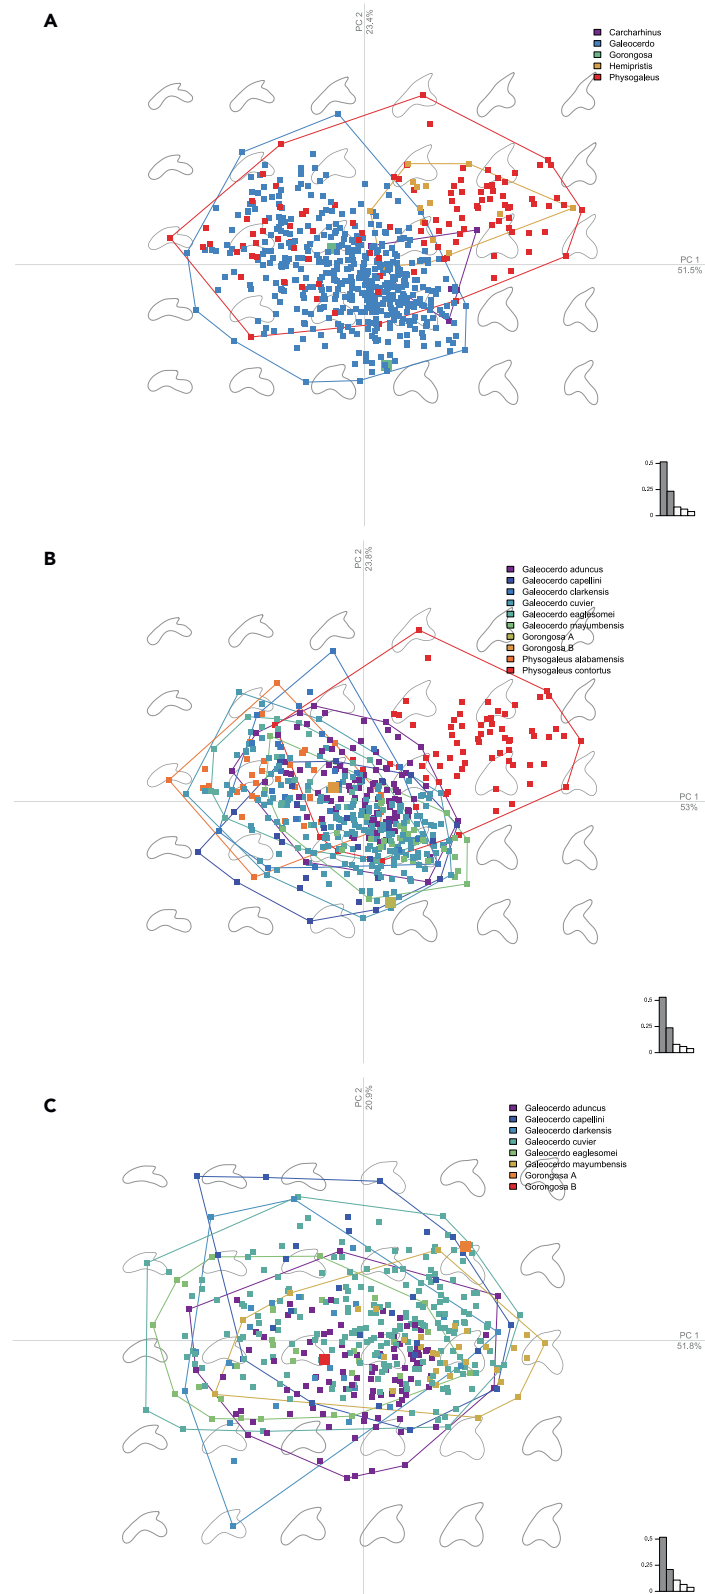 A
PC 2
23.4%
Carcharhinus
Galeocerdo
Gorongosa
Hemipristis
Physogaleus
PC 1
51.5%
0.5
0.25
0
B
PC 2
23.8%
Galeocerdo aduncus
Galeocerdo capellini
Galeocerdo clarkensis
Galeocerdo cuvier
Galeocerdo eaglesomei
Galeocerdo mayumbensis
Gorongosa A
Gorongosa B
Physogaleus alabamensis
Physogaleus contortus
PC 1
53%
0.5
0.25
0
C
PC 2
20.9%
Galeocerdo aduncus
Galeocerdo capellini
Galeocerdo clarkensis
Galeocerdo cuvier
Galeocerdo eaglesomei
Galeocerdo mayumbensis
Gorongosa A
Gorongosa B
PC 1
51.8%
0.5
0.25
0